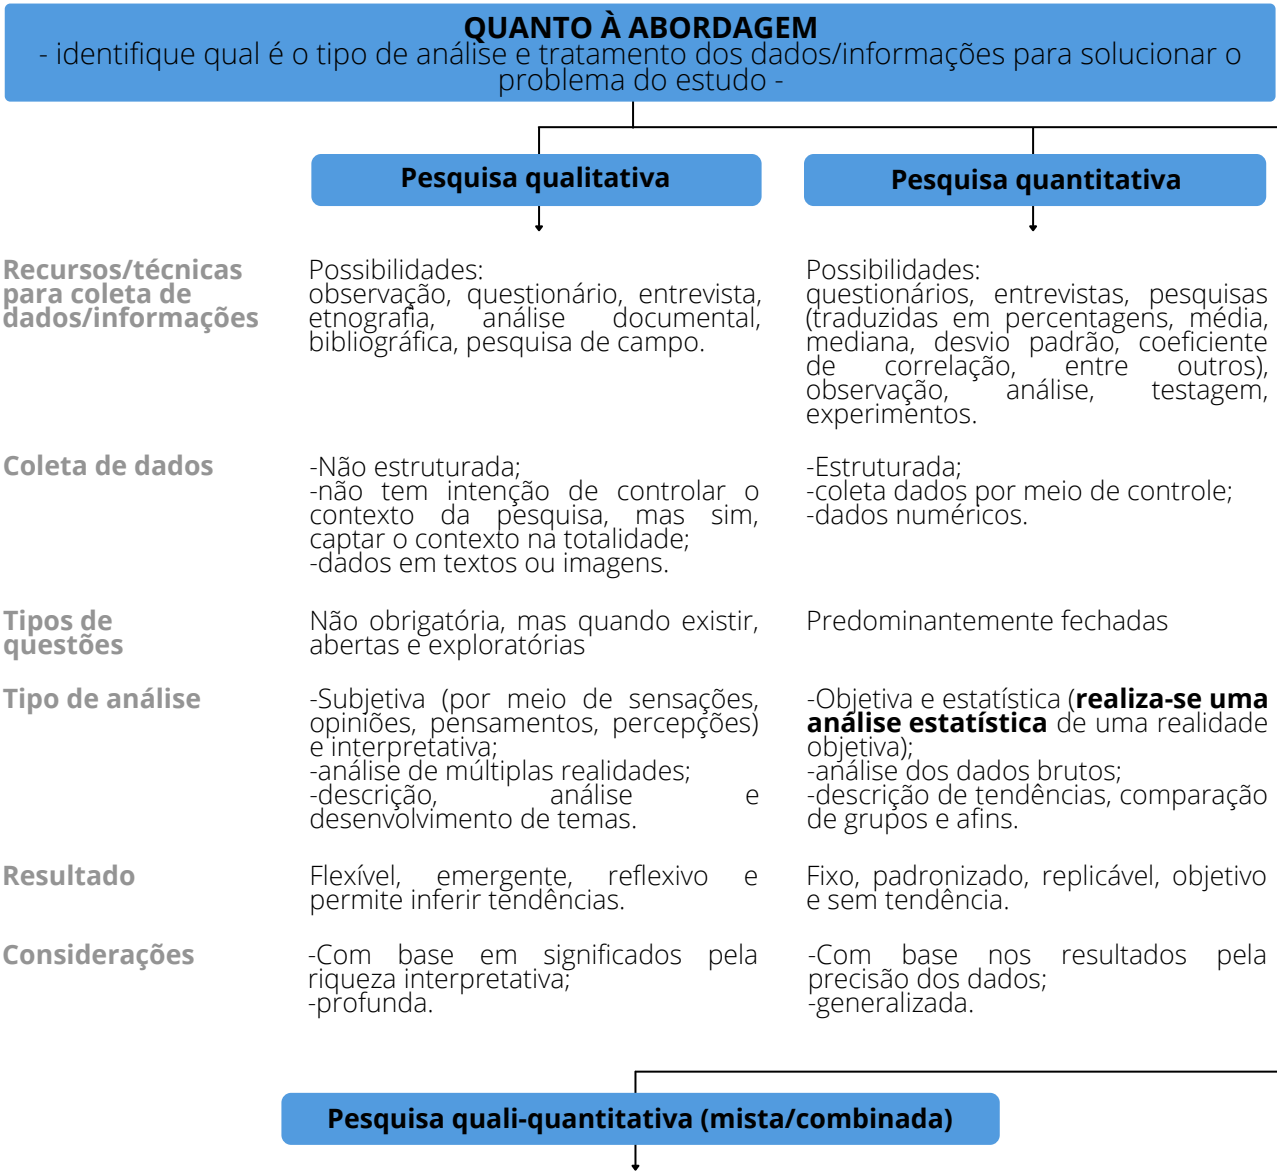 QUANTO À ABORDAGEM
- identifique qual é o tipo de análise e tratamento dos dados/informações para solucionar o
problema do estudo -
Pesquisa qualitativa
Pesquisa quantitativa
Recursos/técnicas
para coleta de
dados/informações
Possibilidades:
observação, questionário, entrevista,
etnografia, análise documental,
bibliográfica, pesquisa de campo.
Possibilidades:
questionários, entrevistas, pesquisas
(traduzidas em percentagens, média,
mediana, desvio padrão, coeficiente
de correlação, entre outros),
observação, análise, testagem,
experimentos.
Coleta de dados
-Não estruturada;
-não tem intenção de controlar o
contexto da pesquisa, mas sim,
captar o contexto na totalidade;
-dados em textos ou imagens.
-Estruturada;
-coleta dados por meio de controle;
-dados numéricos.
Tipos de
questões
Não obrigatória, mas quando existir,
abertas e exploratórias
Predominantemente fechadas
Tipo de análise
-Subjetiva (por meio de sensações,
opiniões, pensamentos, percepções)
e interpretativa;
-análise de múltiplas realidades;
-descrição, análise e
desenvolvimento de temas.
-Objetiva e estatística (realiza-se uma
análise estatística de uma realidade
objetiva);
-análise dos dados brutos;
-descrição de tendências, comparação
de grupos e afins.
Resultado
Flexível, emergente, reflexivo e
permite inferir tendências.
Fixo, padronizado, replicável, objetivo
e sem tendência.
Considerações
-Com base em significados pela
riqueza interpretativa;
-profunda.
-Com base nos resultados pela
precisão dos dados;
-generalizada.
Pesquisa quali-quantitativa (mista/combinada)